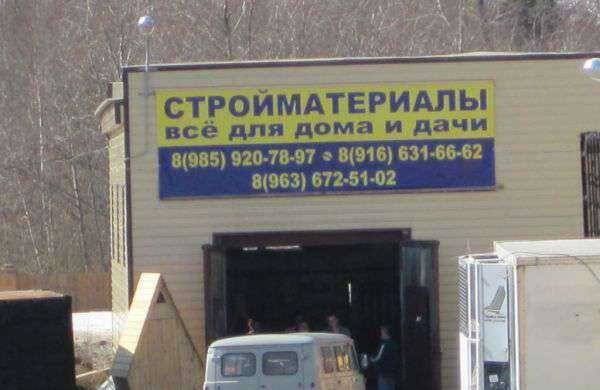 СТРОЙМАТЕРИАЛЫ
всё для дома и дачи
8(985) 920-78-97 8(916) 631-66-62
8(963) 672-51-02